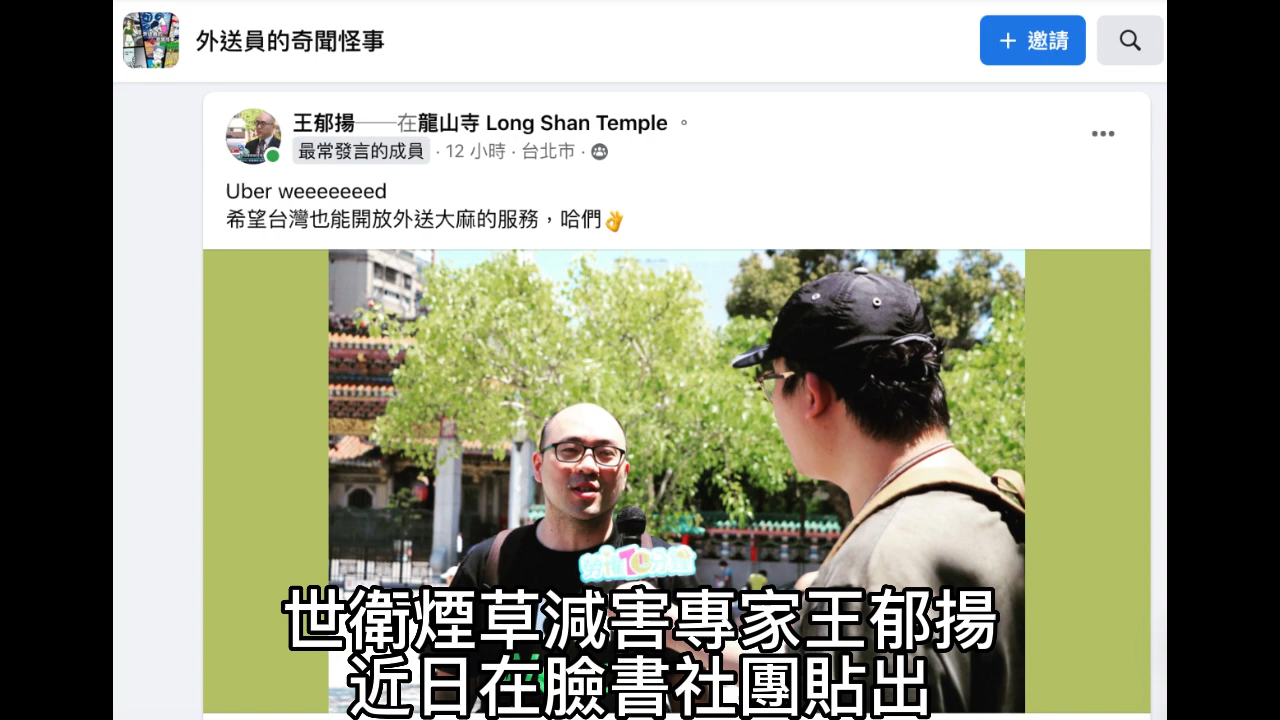 外送員的奇聞怪事
+ 邀請
王郁揚──在龍山寺 Long Shan Temple 。
最常發言的成員 · 12 小時 · 台北市 ·
Uber weeeeeeed
希望台灣也能開放外送大麻的服務，哈們👌
世衛煙草減害專家王郁揚
近日在臉書社團貼出